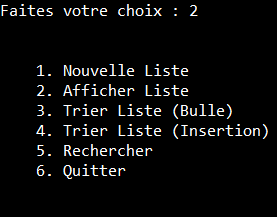 Faites votre choix : 2
1. Nouvelle Liste
2. Afficher Liste
3. Trier Liste (Bulle)
4. Trier Liste (Insertion)
5. Rechercher
6. Quitter